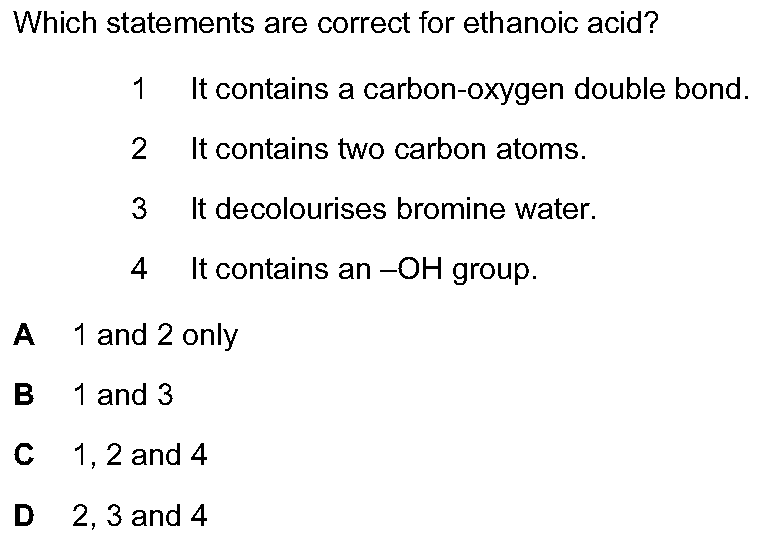 Which statements are correct for ethanoic acid?
1 It contains a carbon-oxygen double bond.
2 It contains two carbon atoms.
3 It decolourises bromine water.
4 It contains an –OH group.
A 1 and 2 only
B 1 and 3
C 1, 2 and 4
D 2, 3 and 4